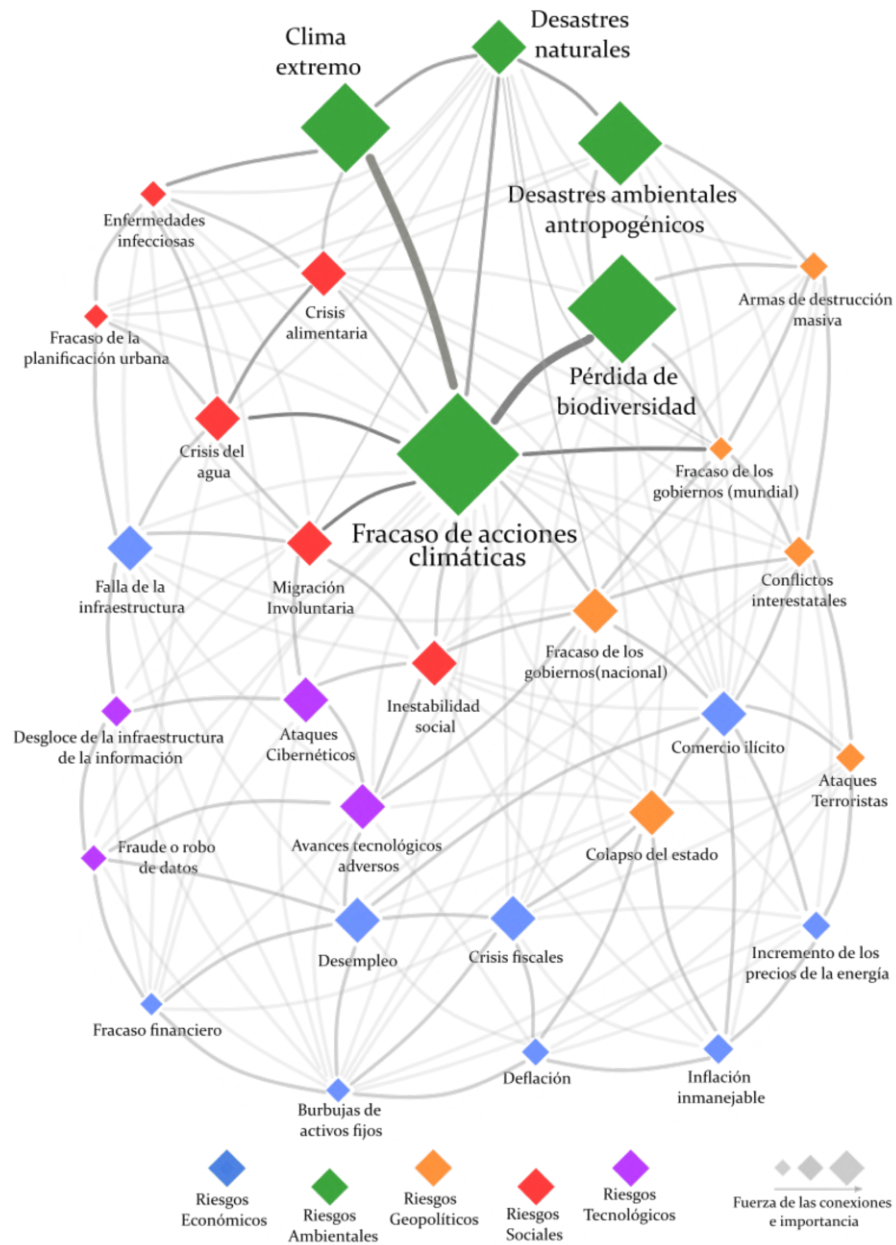 Desastres
naturales
Clima
extremo
Desastres ambientales
antropogénicos
Enfermedades
infecciosas
Armas de destrucción
masiva
Crisis
alimentaria
Fracaso de la
planificación urbana
Pérdida de
biodiversidad
Crisis del
agua
Fracaso de los
gobiernos (mundial)
Fracaso de acciones
climáticas
Falla de la
infraestructura
Migración
Involuntaria
Conflictos
interestatales
Fracaso de los
gobiernos(nacional)
Inestabilidad
social
Desgloce de la infraestructura
de la información
Ataques
Cibernéticos
Comercio ilícito
Ataques
Terroristas
Fraude o robo
de datos
Avances tecnológicos
adversos
Colapso del estado
Desempleo
Crisis fiscales
Incremento de los
precios de la energía
Fracaso financiero
Deflación
Inflación
inmanejable
Burbujas de
activos fijos
Riesgos
Económicos
Riesgos
Ambientales
Riesgos
Geopolíticos
Riesgos
Sociales
Riesgos
Tecnológicos
Fuerza de las conexiones
e importancia